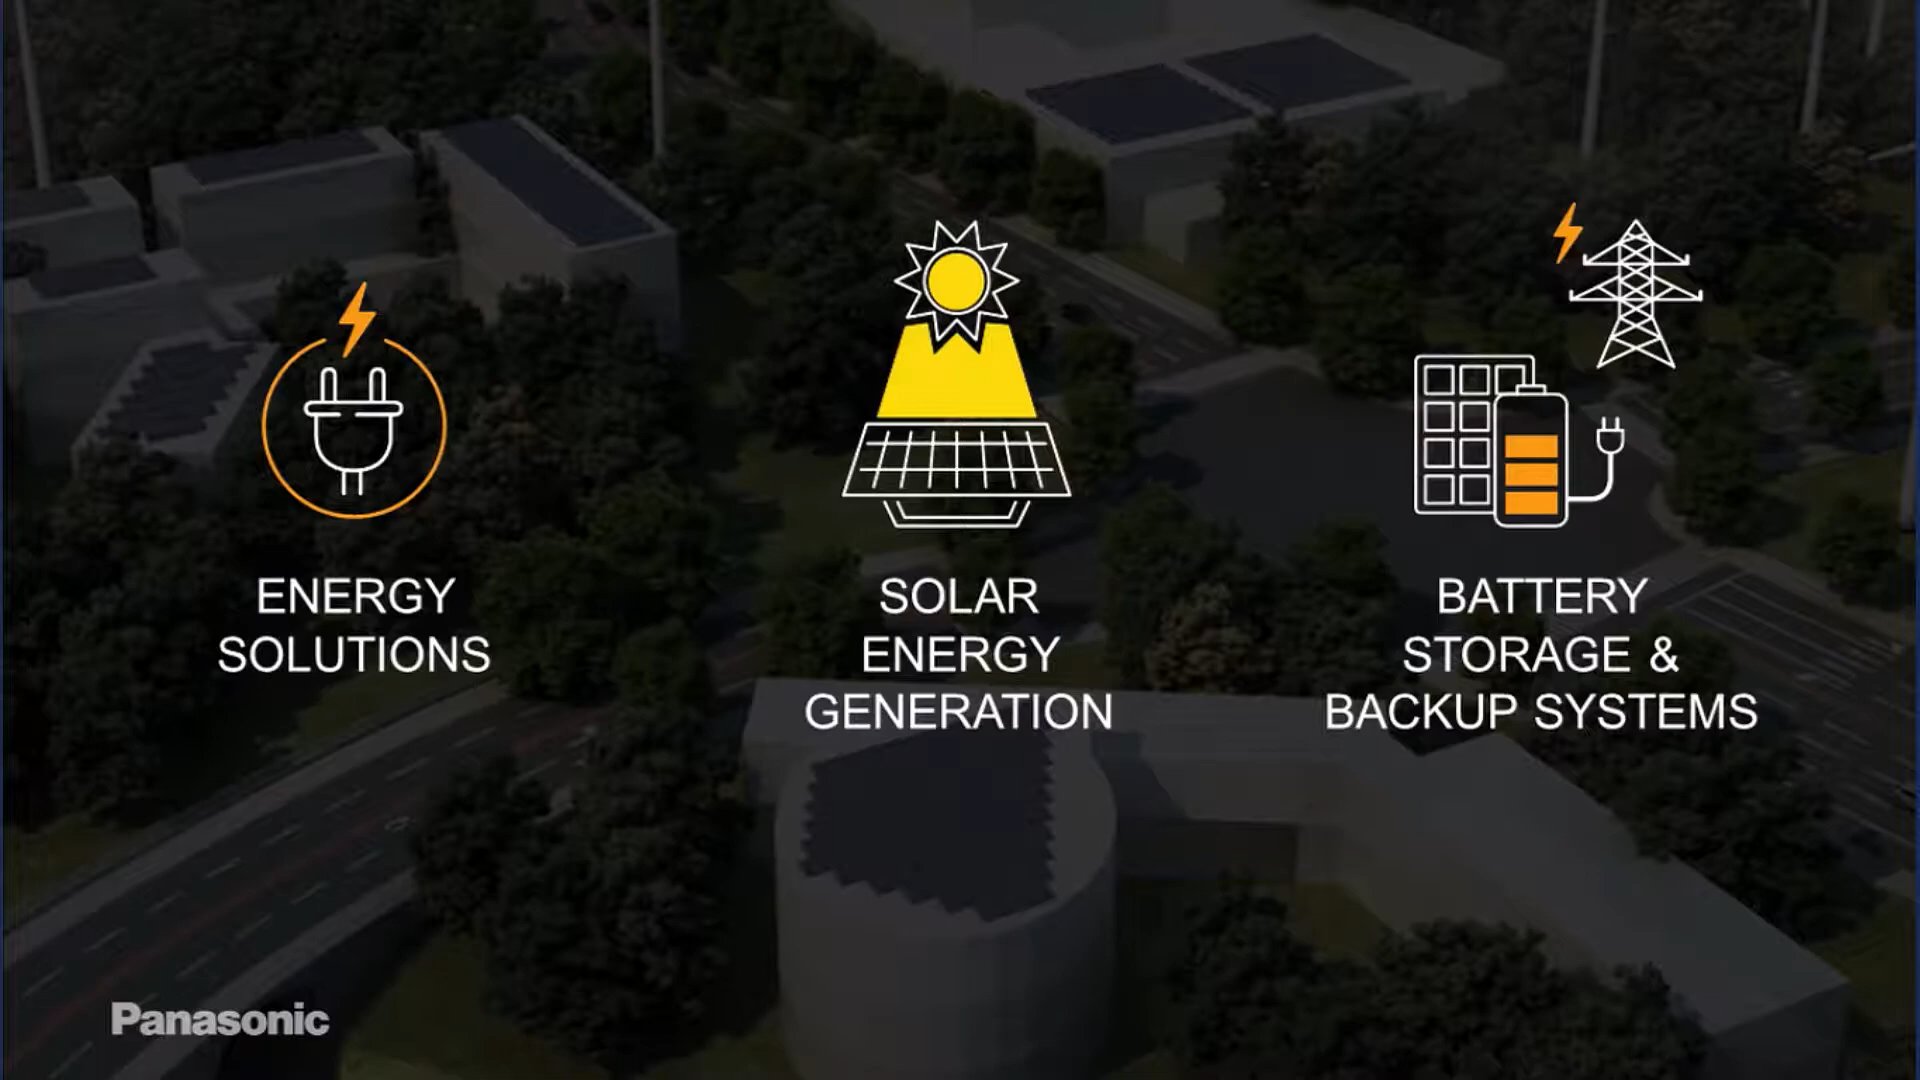 ENERGY
SOLUTIONS
SOLAR
ENERGY
GENERATION
BATTERY
STORAGE &
BACKUP SYSTEMS
Panasonic